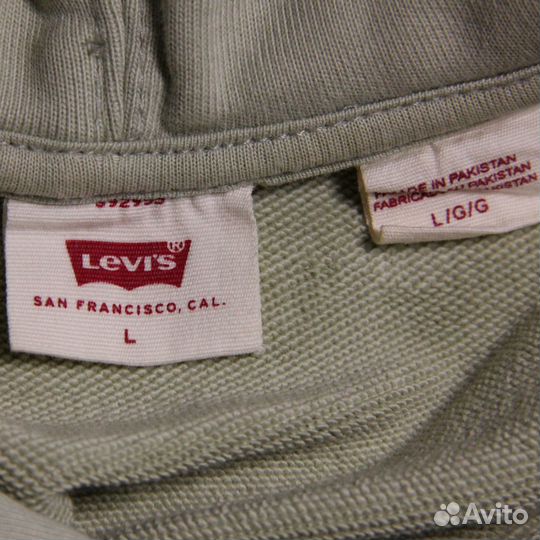 LEVI'S ®
SAN FRANCISCO, CAL.
L
MADE IN PAKISTAN
FABRICADO EN PAKISTAN
L/G/G
Avito